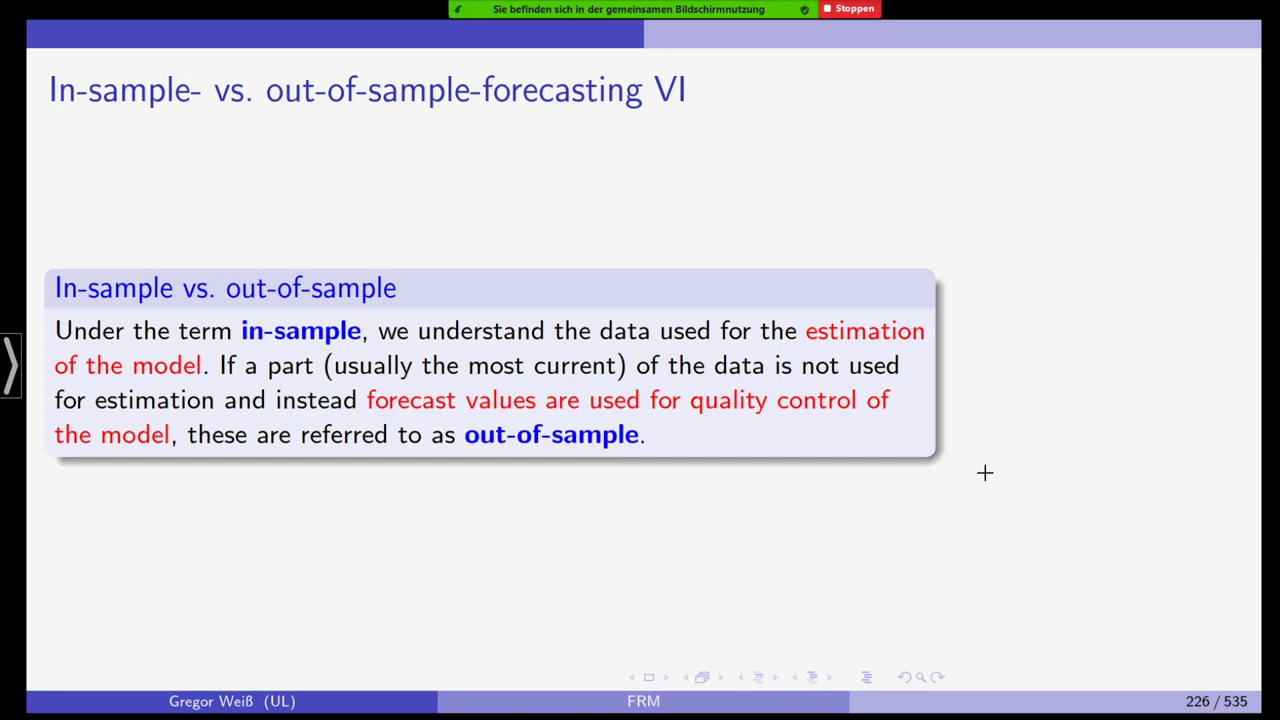 Sie befinden sich in der gemeinsamen Bildschirmnutzung
Stoppen
In-sample- vs. out-of-sample-forecasting VI
In-sample vs. out-of-sample
Under the term in-sample, we understand the data used for the estimation
of the model. If a part (usually the most current) of the data is not used
for estimation and instead forecast values are used for quality control of
the model, these are referred to as out-of-sample.
Gregor Weiß (UL)
FRM
226 / 535